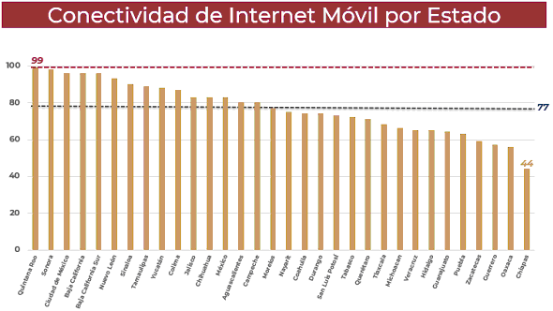 Conectividad de Internet Móvil por Estado
99
100
80
77
60
44
40
20
0
Quintana Roo
Sonora
Ciudad de México
Baja California
Baja California Sur
Nuevo León
Sinaloa
Tamaulipas
Yucatán
Colima
Jalisco
Chihuahua
México
Aguascalientes
Campeche
Morelos
Nayarit
Coahuila
Durango
San Luis Potosí
Tabasco
Querétaro
Tlaxcala
Michoacan
Veracruz
Hidalgo
Guanajuato
Puebla
Zacatecas
Guerrero
Oaxaca
Chiapas